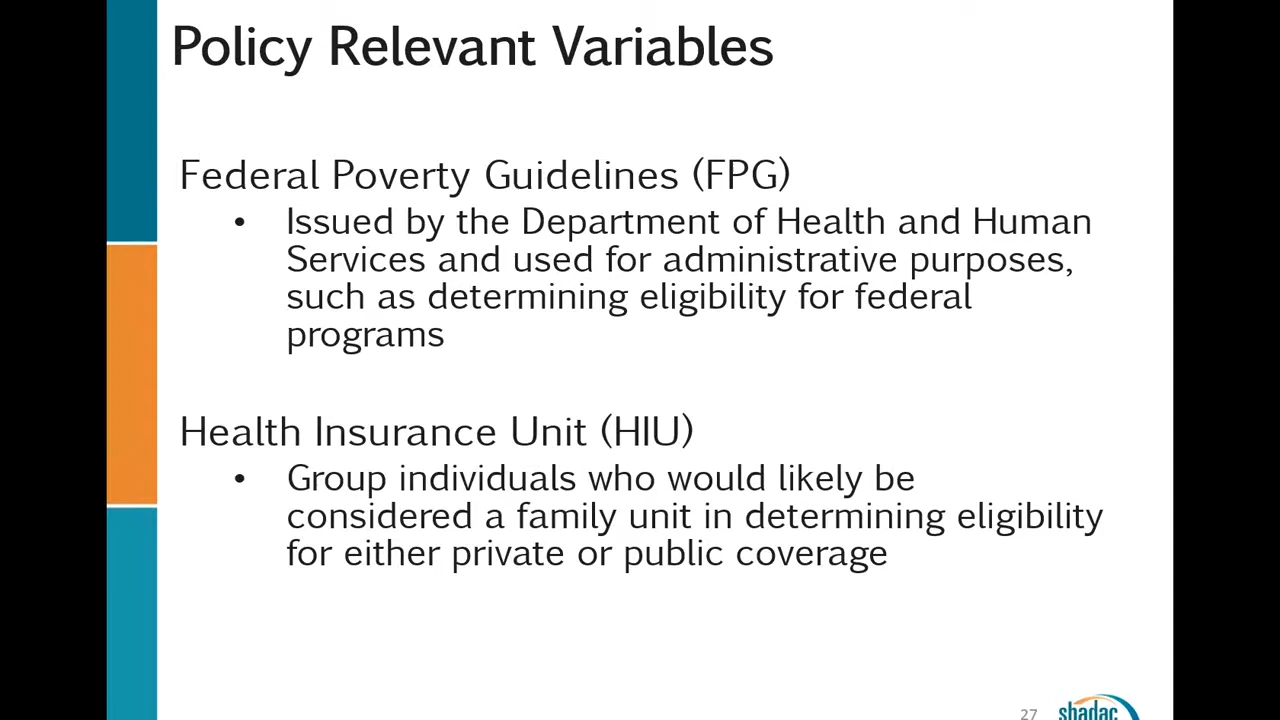 Policy Relevant Variables
Federal Poverty Guidelines (FPG)
• Issued by the Department of Health and Human
Services and used for administrative purposes,
such as determining eligibility for federal
programs
Health Insurance Unit (HIU)
• Group individuals who would likely be
considered a family unit in determining eligibility
for either private or public coverage
27
shadac